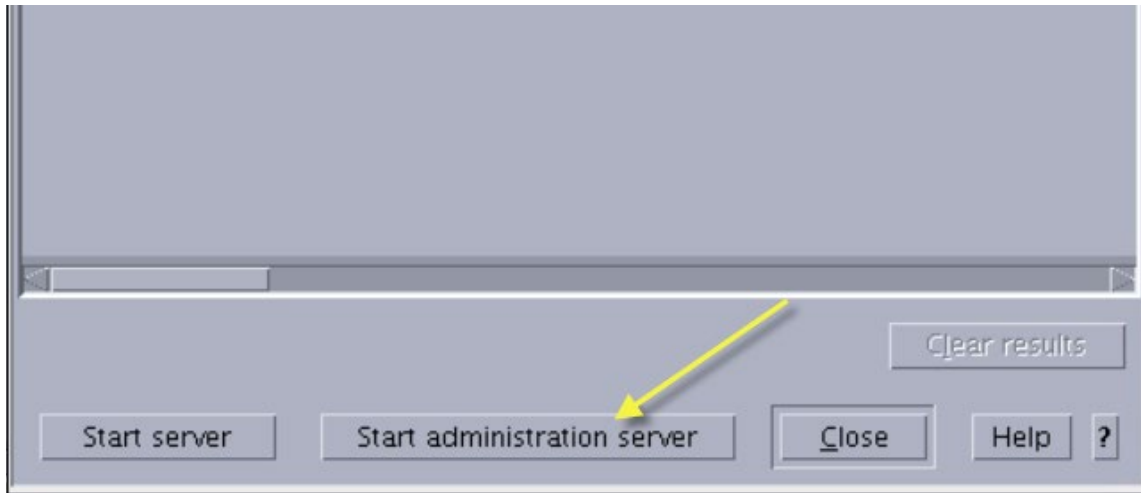 Clear results
Start server
Start administration server
Close
Help
?